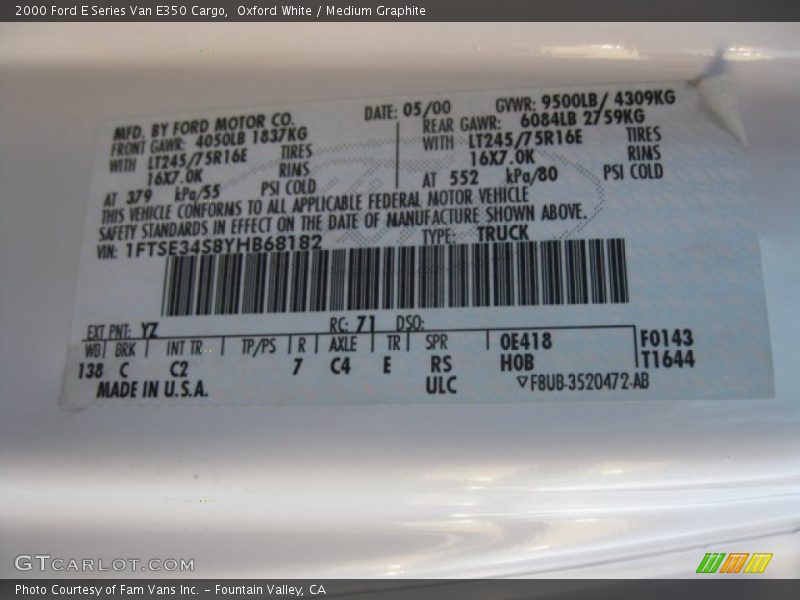 2000 Ford E Series Van E350 Cargo,  Oxford White / Medium Graphite
MFD. BY FORD MOTOR CO. DATE: 05/00 GVWR: 9500LB/ 4309KG
FRONT GAWR: 4050LB 1837KG REAR GAWR: 6084LB 2759KG
WITH LT245/75R16E TIRES WITH LT245/75R16E TIRES
16X7.0K RIMS 16X7.0K RIMS
AT 379 kPa/55 PSI COLD AT 552 kPa/80 PSI COLD
THIS VEHICLE CONFORMS TO ALL APPLICABLE FEDERAL MOTOR VEHICLE
SAFETY STANDARDS IN EFFECT ON THE DATE OF MANUFACTURE SHOWN ABOVE.
VIN: 1FTSE34S8YHB68182 TYPE: TRUCK
EXT PNT: YZ RC: 71 DSO:
WB BRK INT TR TP/PS R AXLE TR SPR 0E418 F0143
138 C C2 7 C4 E RS H0B T1644
MADE IN U.S.A. ULC ▽F8UB-3520472-AB
GTCARLOT.COM
Photo Courtesy of Fam Vans Inc. – Fountain Valley, CA